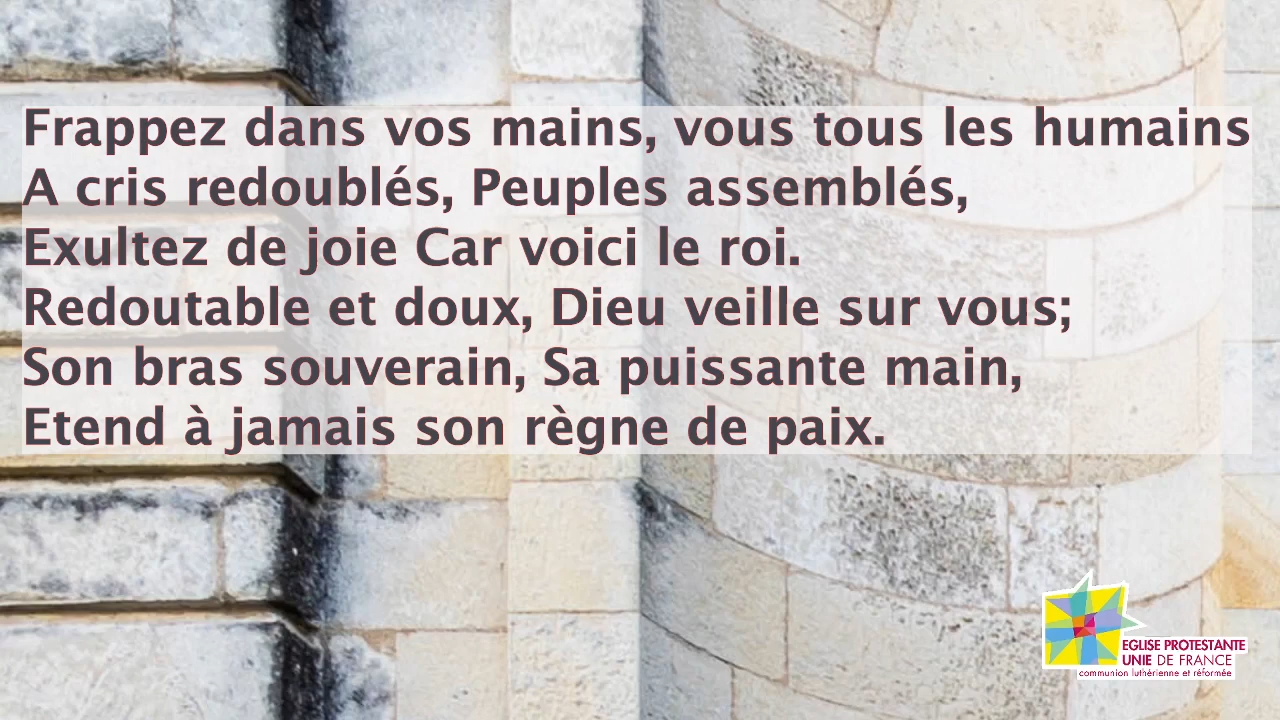 Frappez dans vos mains, vous tous les humains
A cris redoublés, Peuples assemblés,
Exultez de joie Car voici le roi.
Redoutable et doux, Dieu veille sur vous;
Son bras souverain, Sa puissante main,
Etend à jamais son règne de paix.
EGLISE PROTESTANTE
UNIE DE FRANCE
communion luthérienne et réformée